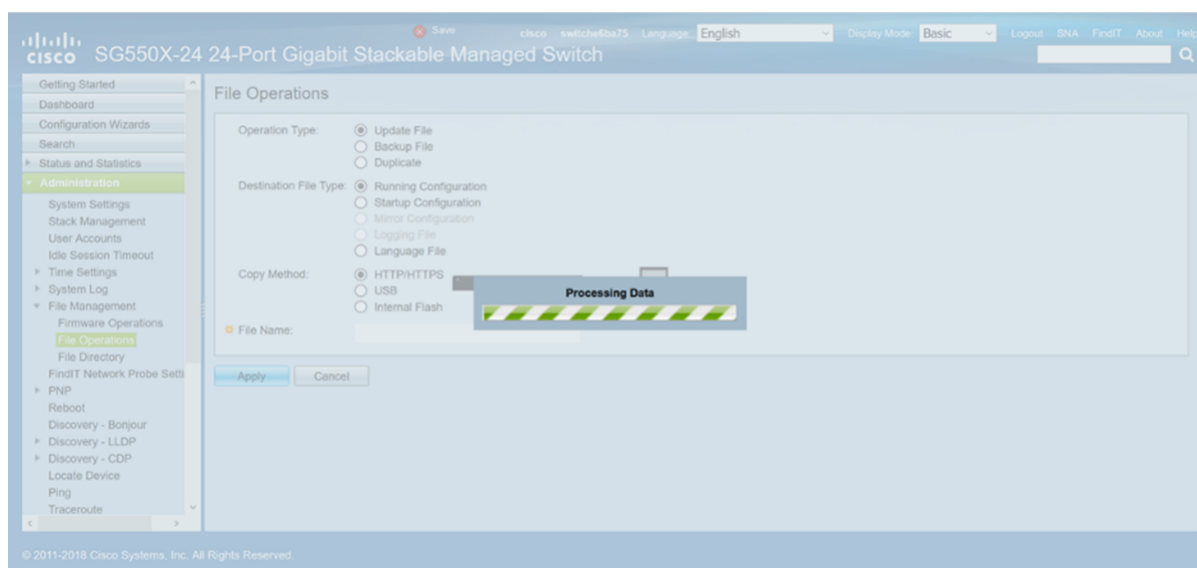 Save cisco switche6ba75 Language: English Display Mode: Basic Logout SNA FindIT About Help
CISCO SG550X-24 24-Port Gigabit Stackable Managed Switch
Getting Started
Dashboard
Configuration Wizards
Search
Status and Statistics
Administration
System Settings
Stack Management
User Accounts
Idle Session Timeout
Time Settings
System Log
File Management
Firmware Operations
File Operations
File Directory
FindIT Network Probe Setti
PNP
Reboot
Discovery - Bonjour
Discovery - LLDP
Discovery - CDP
Locate Device
Ping
Traceroute
File Operations
Operation Type: Update File
Backup File
Duplicate
Destination File Type: Running Configuration
Startup Configuration
Mirror Configuration
Logging File
Language File
Copy Method: HTTP/HTTPS
USB
Internal Flash
File Name:
Processing Data
Apply Cancel
© 2011-2018 Cisco Systems, Inc. All Rights Reserved.